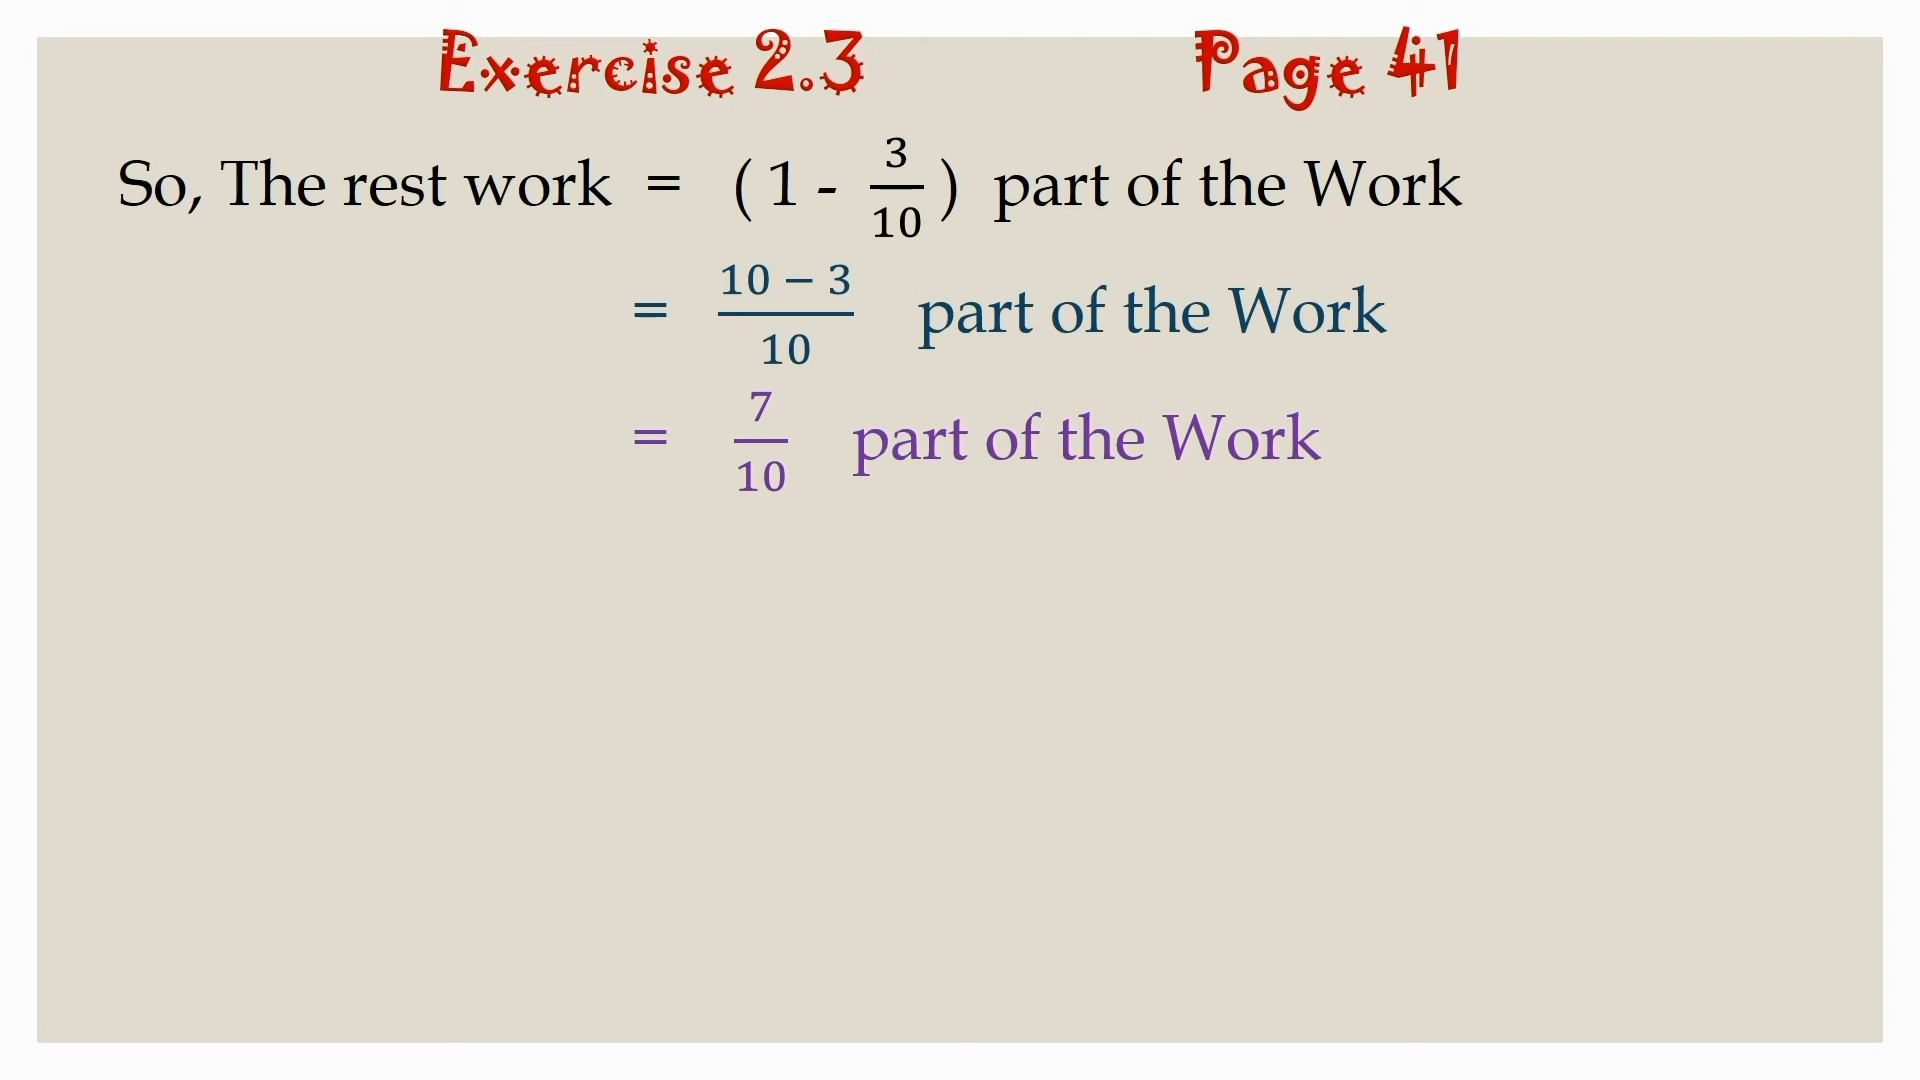 Exercise 2.3 Page 41
So, The rest work = ( 1 - 3/10 ) part of the Work
= 10 − 3/10 part of the Work
= 7/10 part of the Work